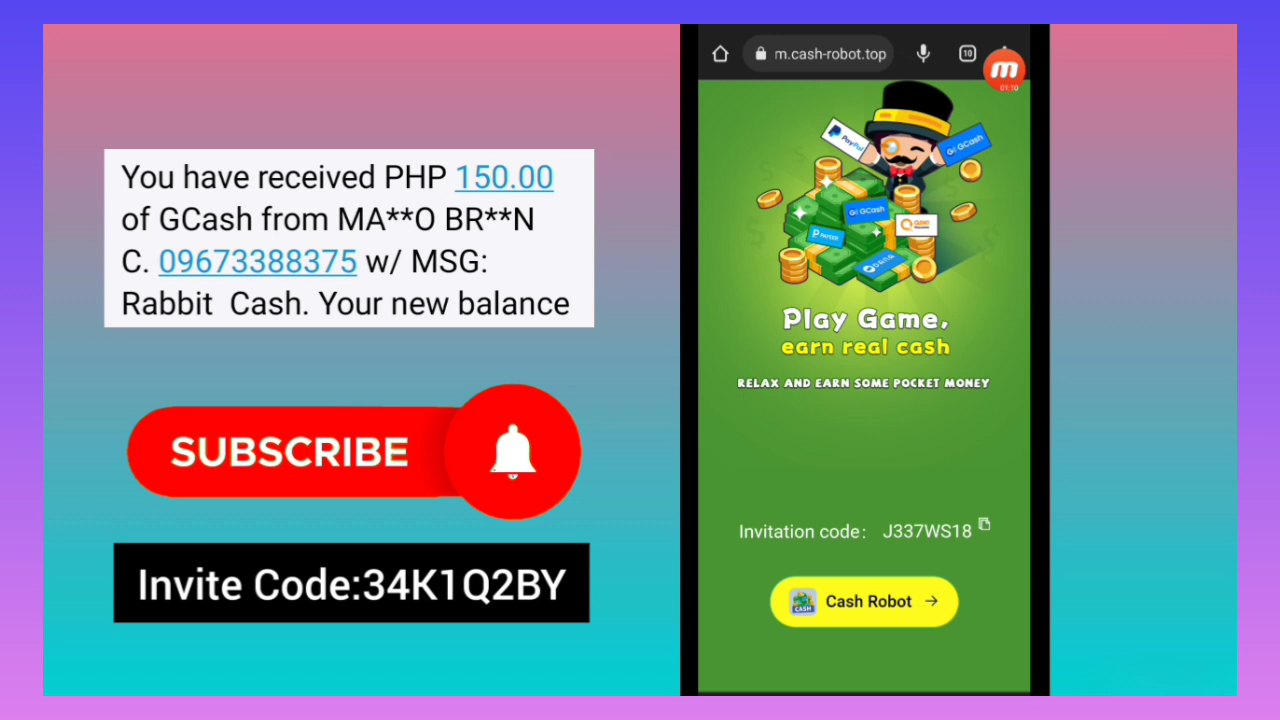 You have received PHP 150.00
of GCash from MA**O BR**N
C. 09673388375 w/ MSG:
Rabbit Cash. Your new balance
SUBSCRIBE
Invite Code:34K1Q2BY
m.cash-robot.top
10
m
01:10
PayPal
GCash
GCash
QIWI
Payeer
DANA
Play Game,
earn real cash
RELAX AND EARN SOME POCKET MONEY
Invitation code: J337WS18
CASH
Cash Robot →